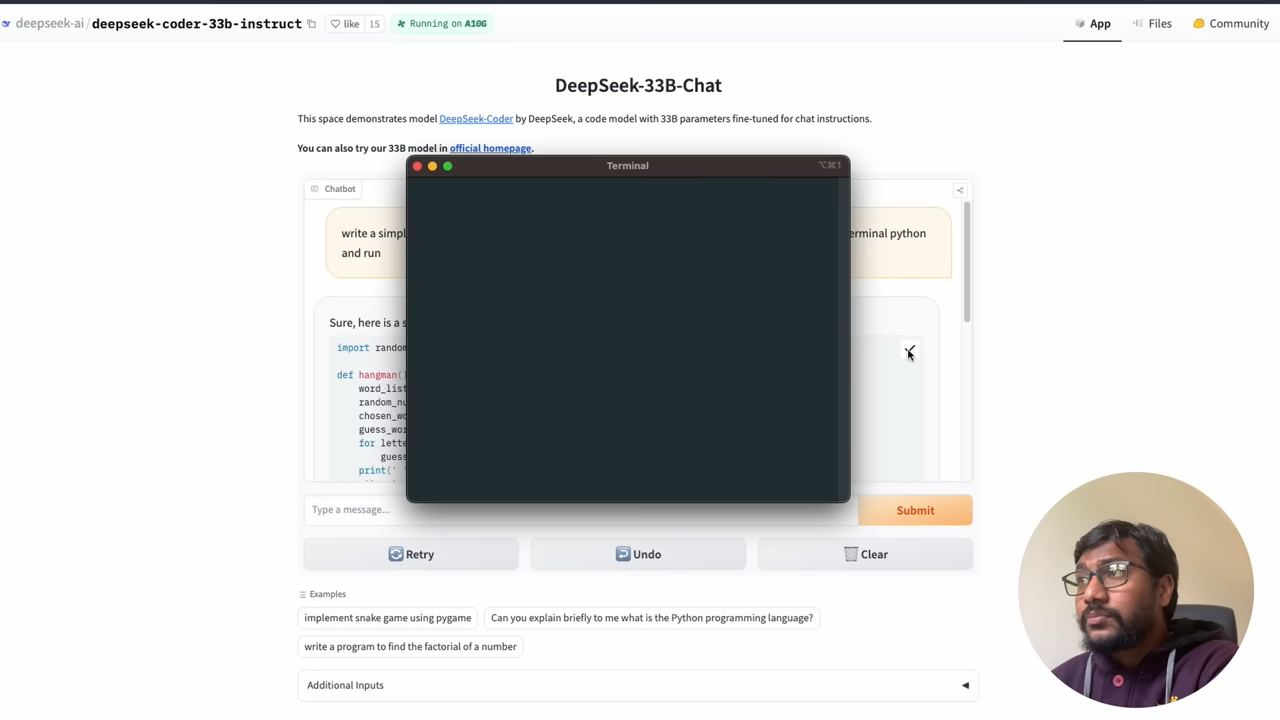 deepseek-ai/deepseek-coder-33b-instruct like 15 Running on A10G App Files Community
DeepSeek-33B-Chat
This space demonstrates model DeepSeek-Coder by DeepSeek, a code model with 33B parameters fine-tuned for chat instructions.
You can also try our 33B model in official homepage.
Terminal ⌥⌘1
Chatbot
write a simpl erminal python
and run
Sure, here is a s
import random
def hangman()
word_list
random_nu
chosen_wo
guess_wor
for lette
guess
print(' '
Type a message... Submit
Retry Undo Clear
Examples
implement snake game using pygame Can you explain briefly to me what is the Python programming language?
write a program to find the factorial of a number
Additional Inputs